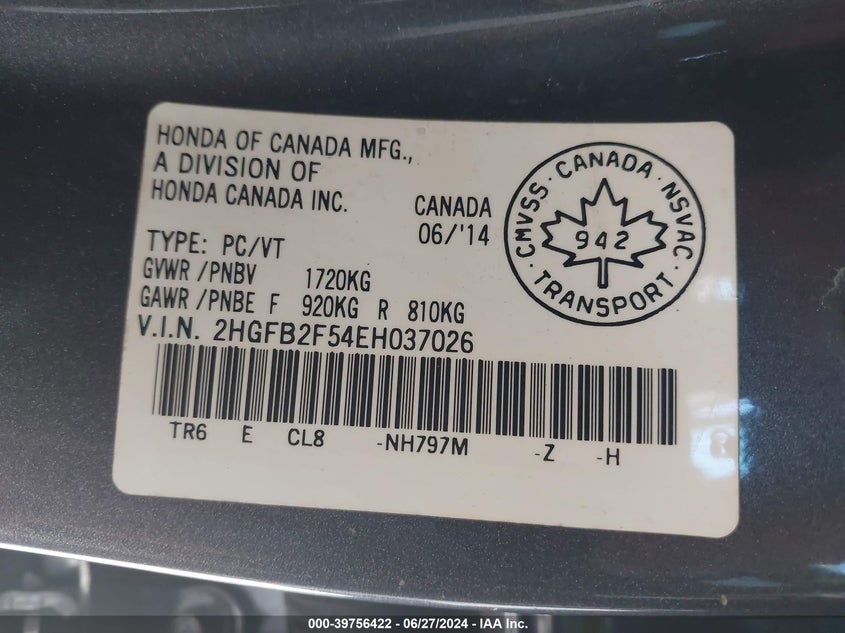 HONDA OF CANADA MFG.,
A DIVISION OF
HONDA CANADA INC.
CANADA
06/'14
TYPE: PC/VT
GVWR /PNBV 1720KG
GAWR /PNBE F 920KG R 810KG
V.I.N. 2HGFB2F54EH037026
TR6 E CL8 -NH797M -Z -H
CMVSS · CANADA · NSVAC · TRANSPORT ·
942
000-39756422 - 06/27/2024 - IAA Inc.